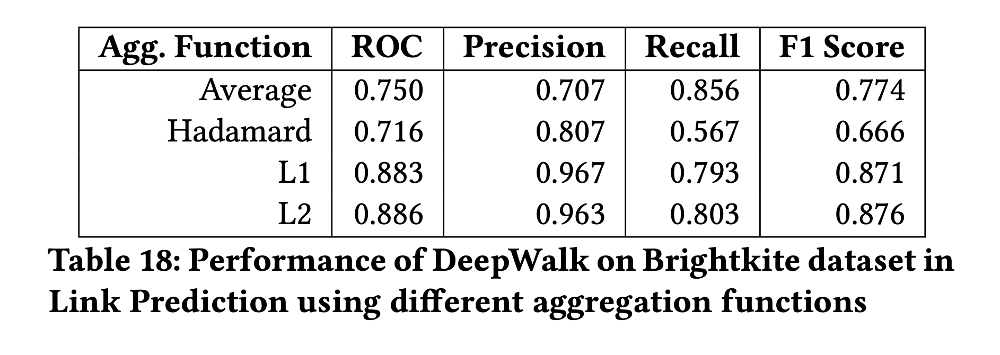 Agg. Function ROC Precision Recall F1 Score
Average 0.750 0.707 0.856 0.774
Hadamard 0.716 0.807 0.567 0.666
L1 0.883 0.967 0.793 0.871
L2 0.886 0.963 0.803 0.876
Table 18: Performance of DeepWalk on Brightkite dataset in
Link Prediction using different aggregation functions